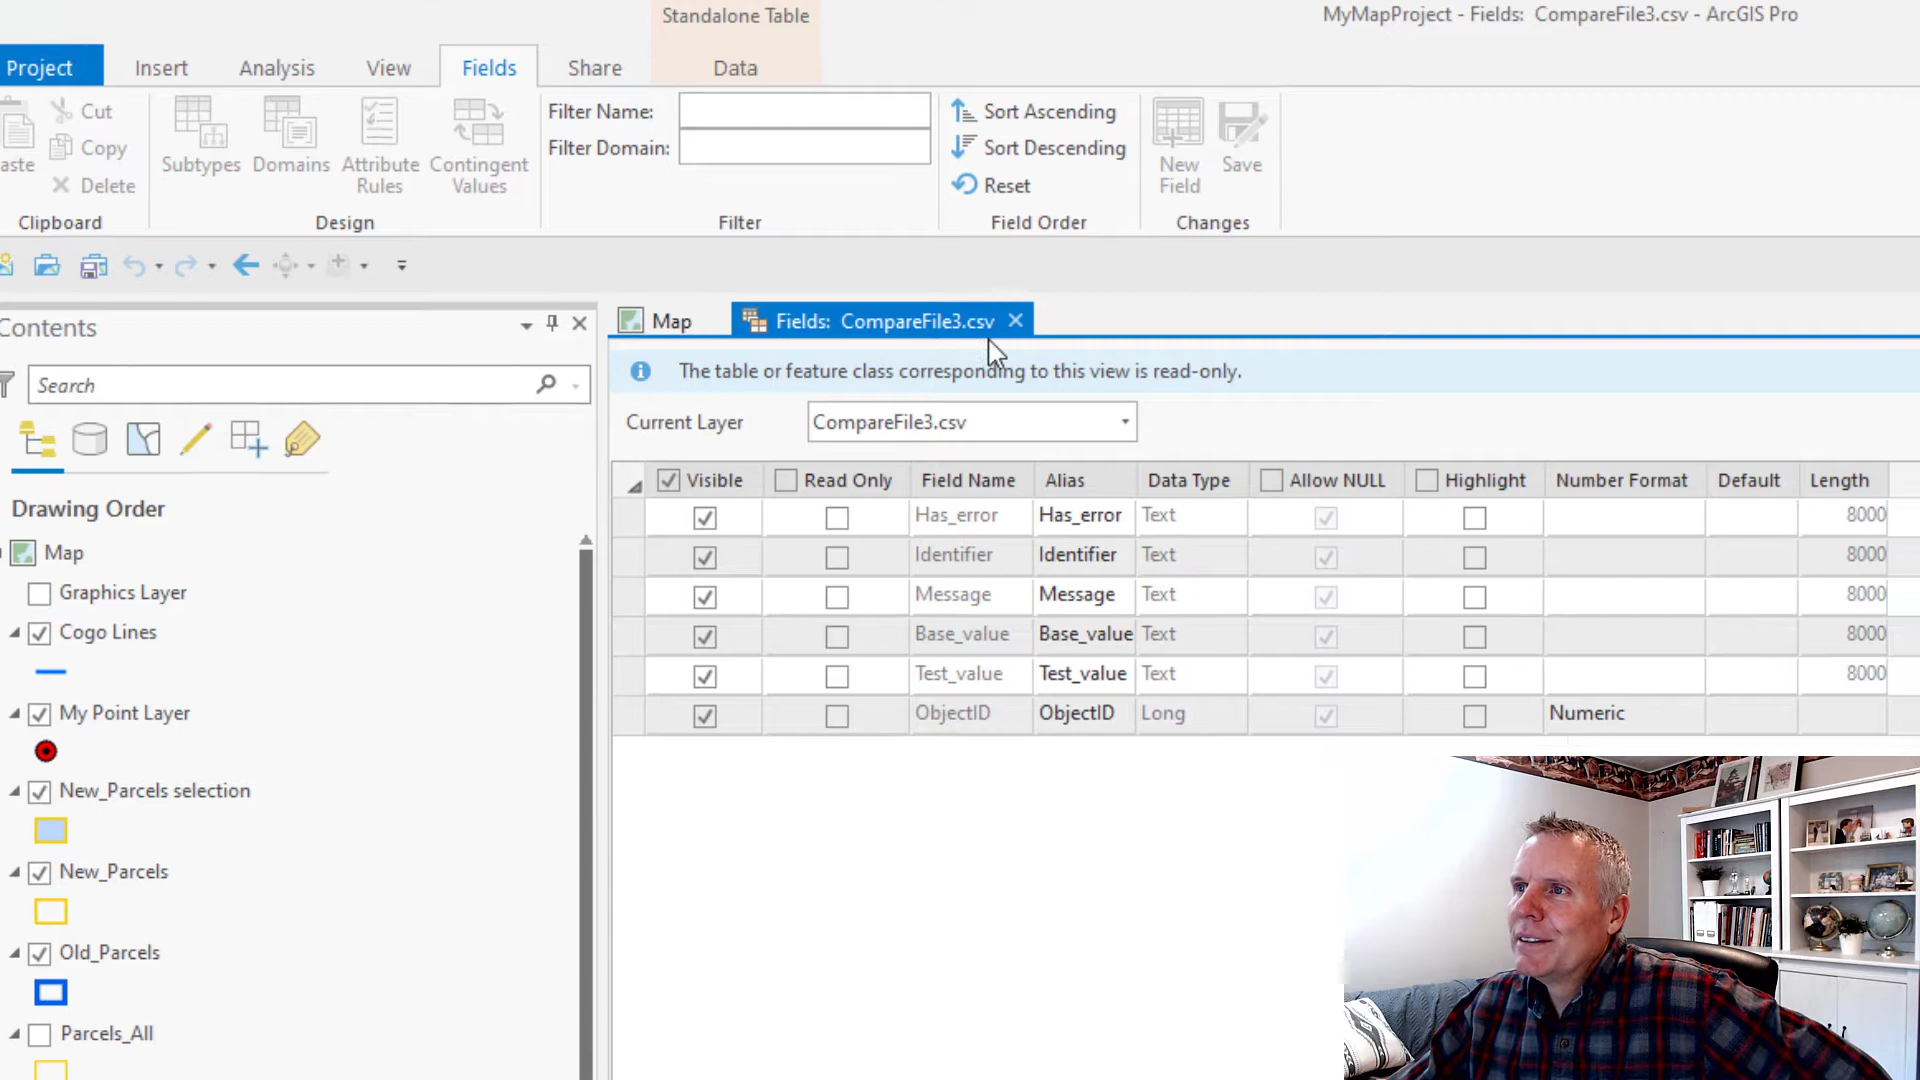 Standalone Table
MyMapProject - Fields: CompareFile3.csv - ArcGIS Pro
Project
Insert
Analysis
View
Fields
Share
Data
Cut
Copy
Delete
aste
Clipboard
Subtypes
Domains
Attribute
Rules
Contingent
Values
Design
Filter Name:
Filter Domain:
Filter
Sort Ascending
Sort Descending
Reset
Field Order
New
Field
Save
Changes
Contents
Search
Drawing Order
Map
Graphics Layer
Cogo Lines
My Point Layer
New_Parcels selection
New_Parcels
Old_Parcels
Parcels_All
Map
Fields: CompareFile3.csv
The table or feature class corresponding to this view is read-only.
Current Layer CompareFile3.csv
Visible Read Only Field Name Alias Data Type Allow NULL Highlight Number Format Default Length
Has_error Has_error Text 8000
Identifier Identifier Text 8000
Message Message Text 8000
Base_value Base_value Text 8000
Test_value Test_value Text 8000
ObjectID ObjectID Long Numeric